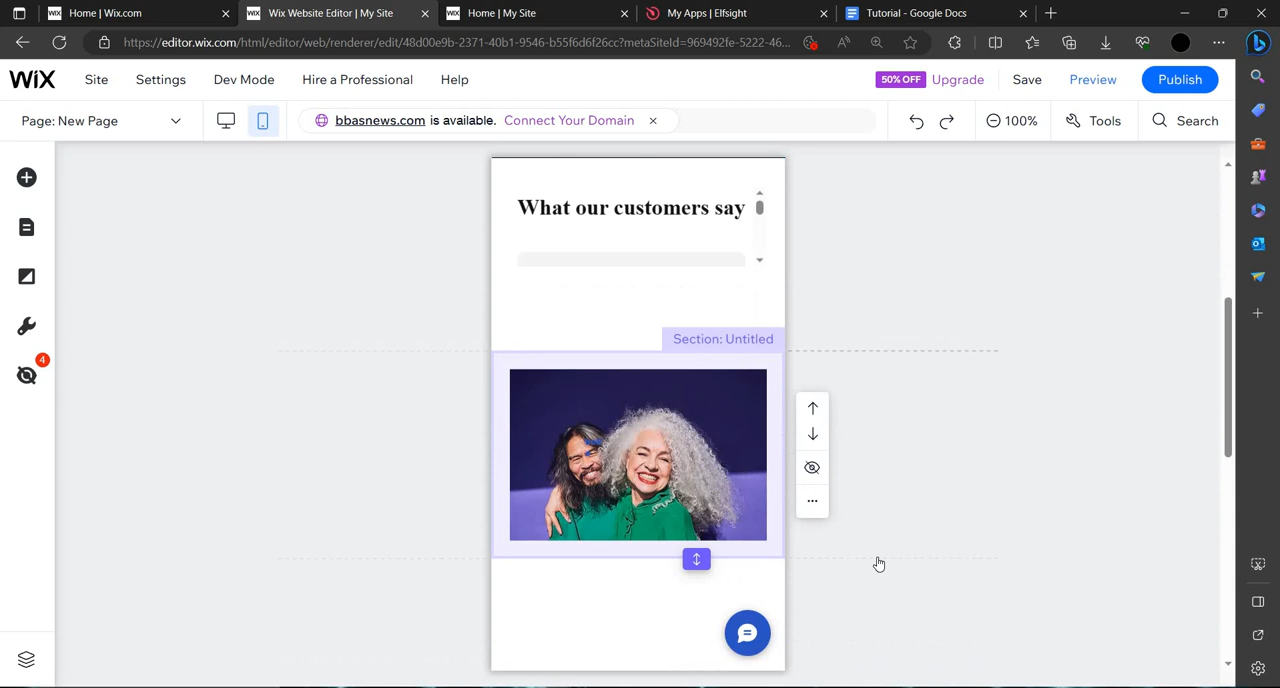 Home | Wix.com
Wix Website Editor | My Site
Home | My Site
My Apps | Elfsight
Tutorial - Google Docs
https://editor.wix.com/html/editor/web/renderer/edit/48d00e9b-2371-40b1-9546-b55f6d6f26cc?metaSiteId=969492fe-5222-46...
WiX
Site
Settings
Dev Mode
Hire a Professional
Help
50% OFF
Upgrade
Save
Preview
Publish
Page: New Page
bbasnews.com is available. Connect Your Domain
100%
Tools
Search
What our customers say
Section: Untitled
4